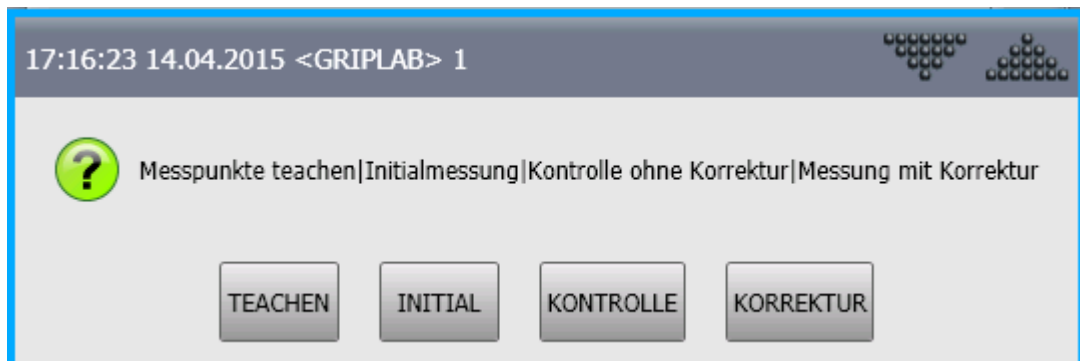 17:16:23 14.04.2015 <GRIPLAB> 1
?
Messpunkte teachen|Initialmessung|Kontrolle ohne Korrektur|Messung mit Korrektur
TEACHEN INITIAL KONTROLLE KORREKTUR